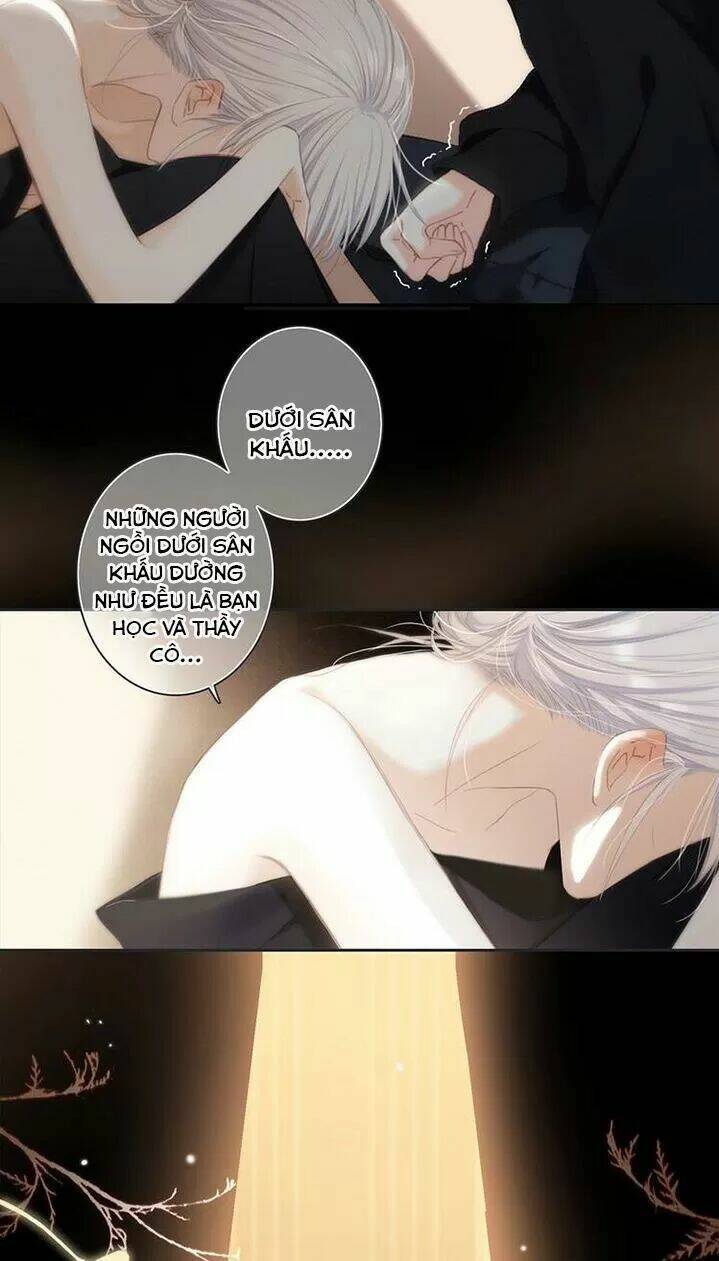 DƯỚI SÂN
KHẤU.....
NHỮNG NGƯỜI
NGỒI DƯỚI SÂN
KHẤU DƯỜNG
NHƯ ĐỀU LÀ BẠN
HỌC VÀ THẦY
CÔ...